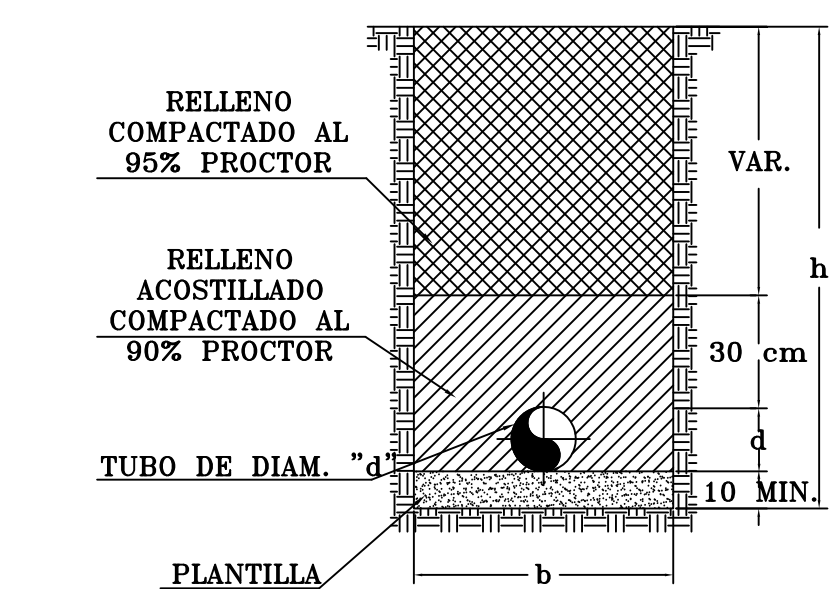 RELLENO
COMPACTADO AL
95% PROCTOR
VAR.
h
RELLENO
ACOSTILLADO
COMPACTADO AL
90% PROCTOR
30 cm
d
TUBO DE DIAM. "d"
10 MIN.
PLANTILLA
b